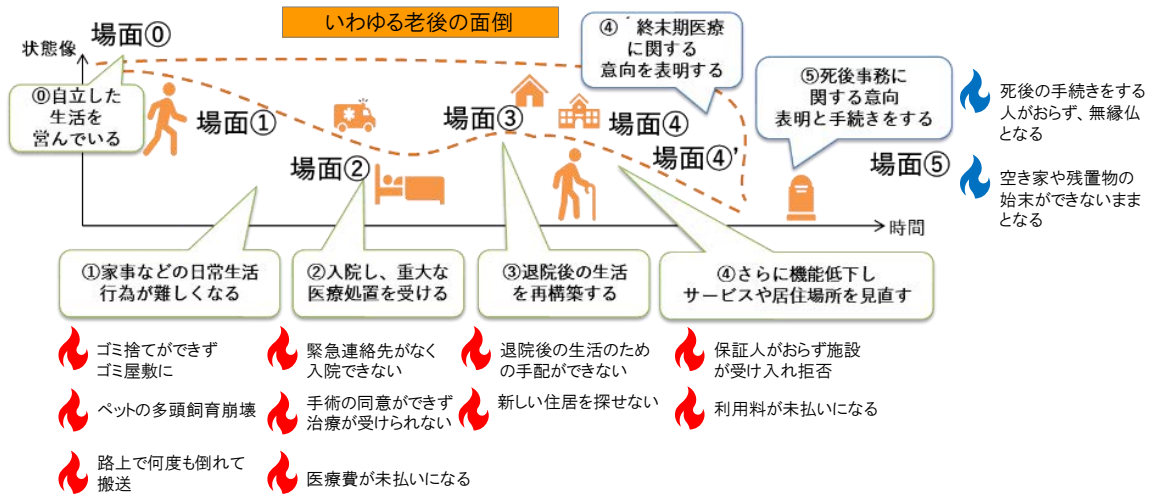 いわゆる老後の面倒
状態像
場面⓪
⓪自立した
生活を
営んでいる
場面①
場面②
場面③
場面④
場面④'
④´終末期医療
に関する
意向を表明する
⑤死後事務に
関する意向
表明と手続きをする
場面⑤
時間
死後の手続きをする
人がおらず、無縁仏
となる
空き家や残置物の
始末ができないまま
となる
①家事などの日常生活
行為が難しくなる
②入院し、重大な
医療処置を受ける
③退院後の生活
を再構築する
④さらに機能低下し
サービスや居住場所を見直す
ゴミ捨てができず
ゴミ屋敷に
ペットの多頭飼育崩壊
路上で何度も倒れて
搬送
緊急連絡先がなく
入院できない
手術の同意ができず
治療が受けられない
医療費が未払いになる
退院後の生活のため
の手配ができない
新しい住居を探せない
保証人がおらず施設
が受け入れ拒否
利用料が未払いになる